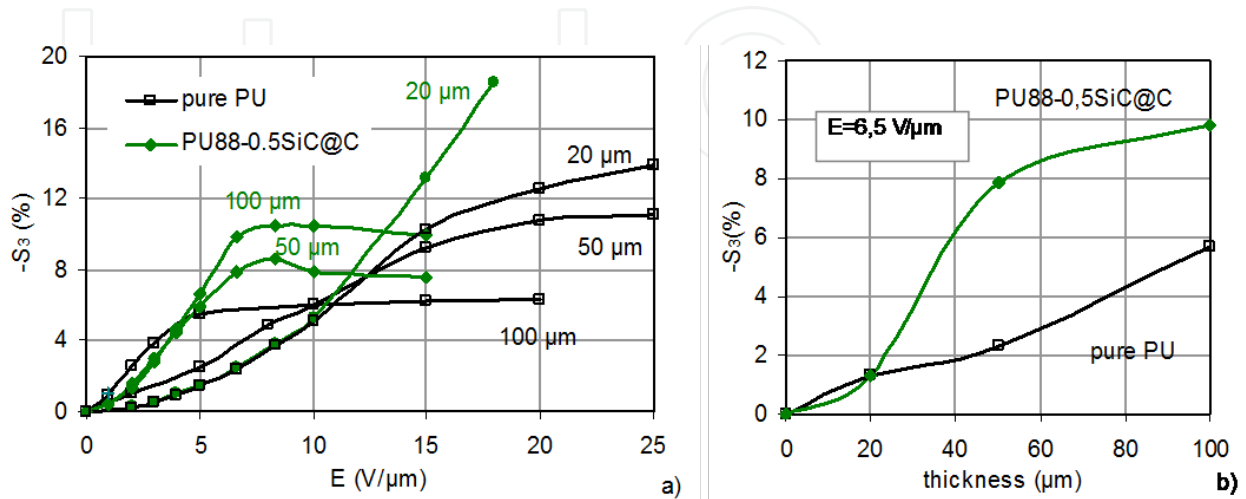 20
16
12
8
4
0
-S3 (%)
pure PU
PU88-0.5SiC@C
20 µm
20 µm
100 µm
50 µm
50 µm
100 µm
0 5 10 15 20 25
E (V/µm)
a)
12
10
8
6
4
2
0
-S3(%)
PU88-0,5SiC@C
E=6,5 V/µm
pure PU
0 20 40 60 80 100
thickness (µm)
b)